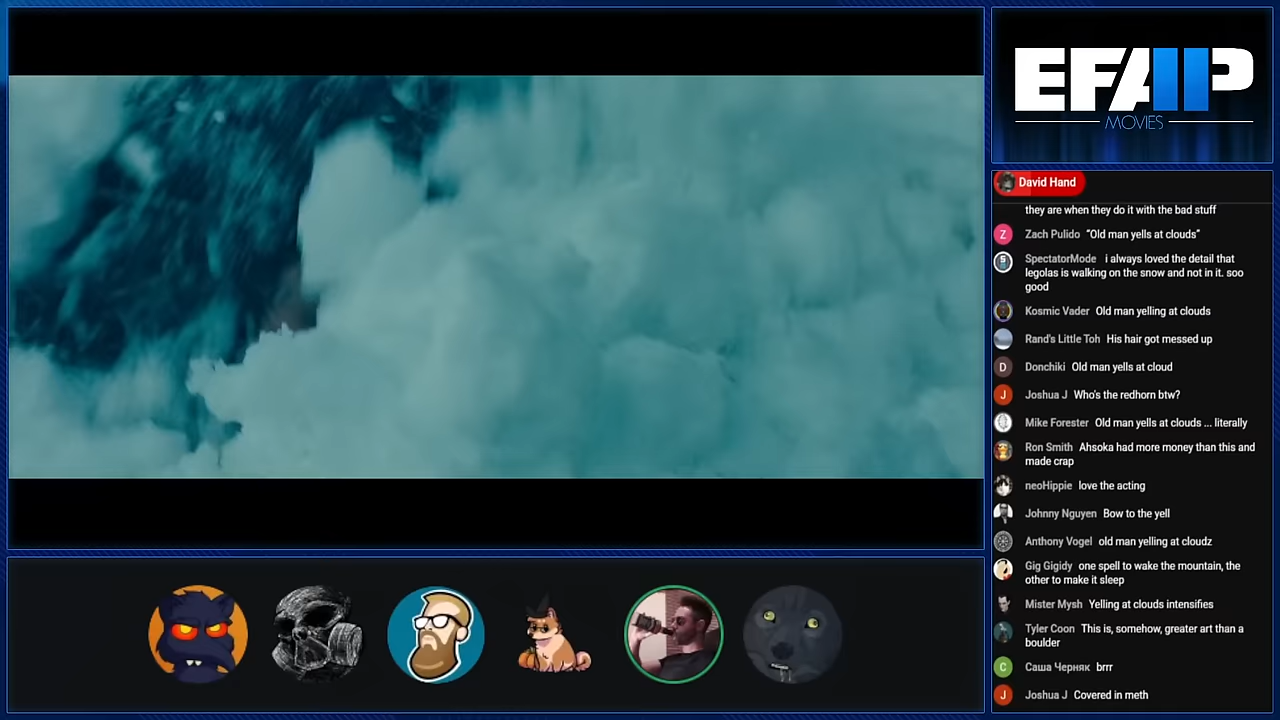 EFAP
MOVIES
David Hand
they are when they do it with the bad stuff
Z Zach Pulido “Old man yells at clouds”
SpectatorMode i always loved the detail that
legolas is walking on the snow and not in it. soo
good
Kosmic Vader Old man yelling at clouds
Rand's Little Toh His hair got messed up
D Donchiki Old man yells at cloud
J Joshua J Who's the redhorn btw?
Mike Forester Old man yells at clouds ... literally
Ron Smith Ahsoka had more money than this and
made crap
neoHippie love the acting
Johnny Nguyen Bow to the yell
Anthony Vogel old man yelling at cloudz
Gig Gigidy one spell to wake the mountain, the
other to make it sleep
Mister Mysh Yelling at clouds intensifies
Tyler Coon This is, somehow, greater art than a
boulder
С Саша Черняк brrr
J Joshua J Covered in meth